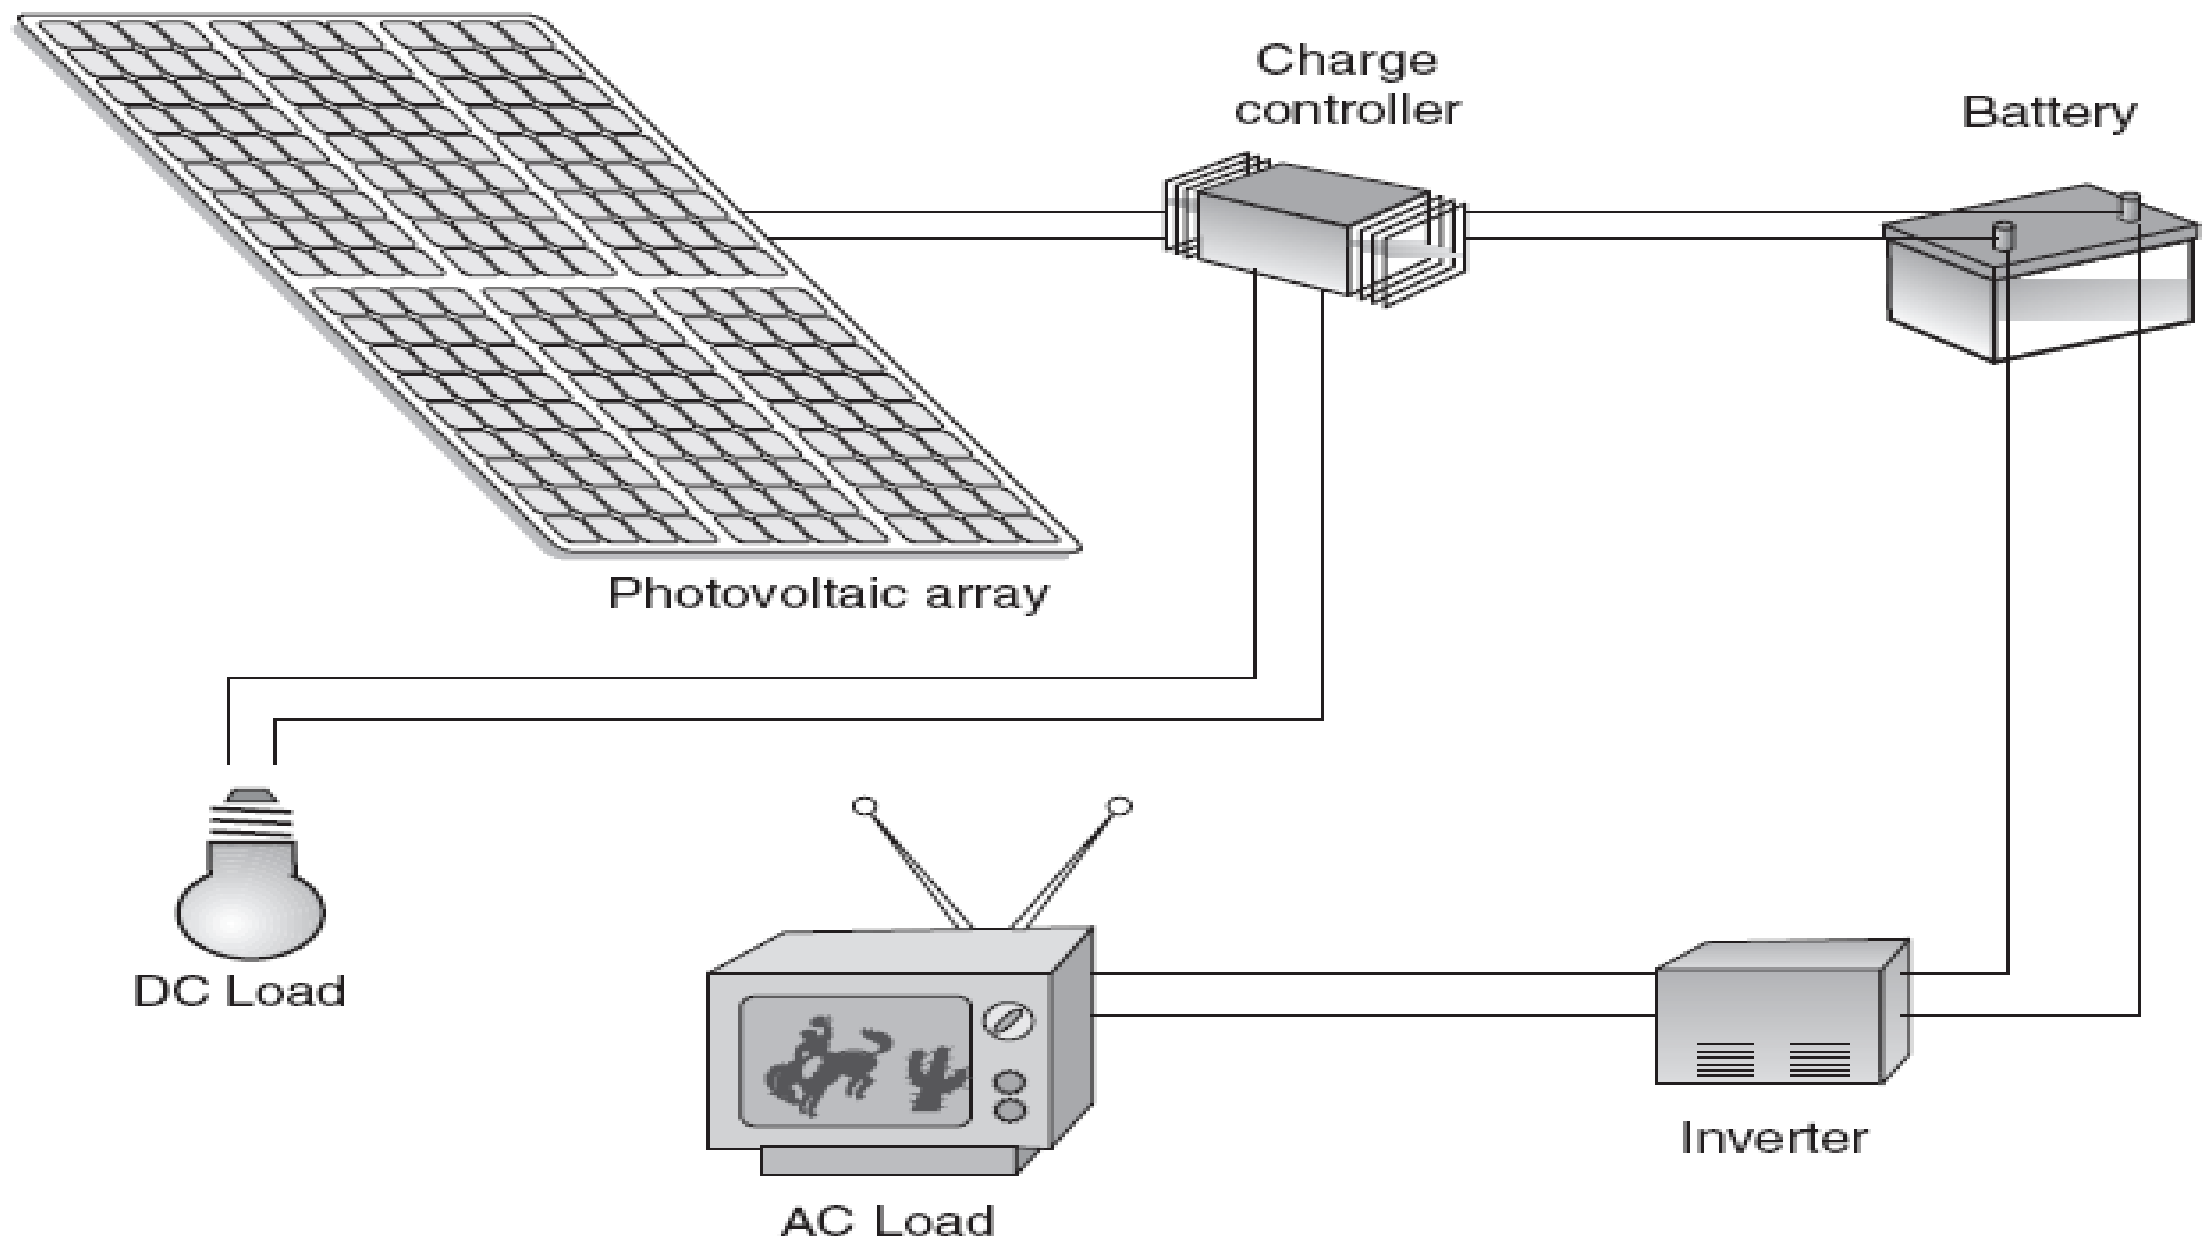 Charge
controller
Battery
Photovoltaic array
DC Load
Inverter
AC Load